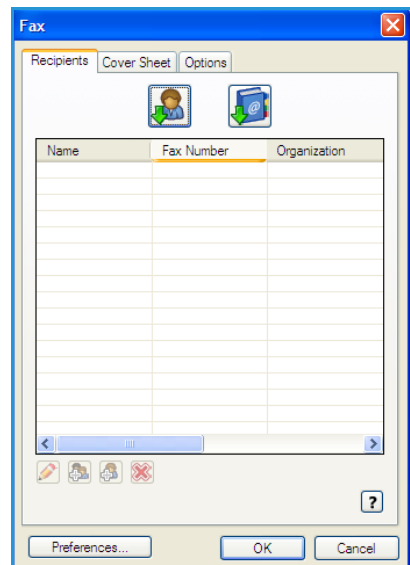 Fax
Recipients Cover Sheet Options
@
Name Fax Number Organization
?
Preferences... OK Cancel